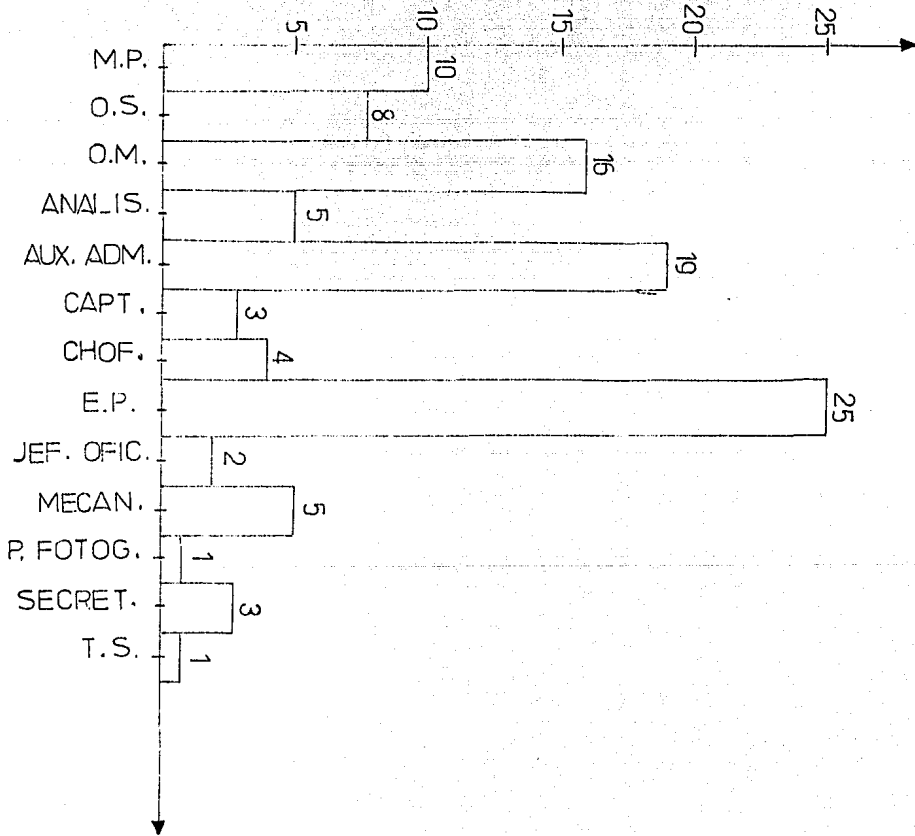 5
10
15
20
25
M.P.
10
O.S.
8
O.M.
16
ANALIS.
5
AUX. ADM.
19
CAPT.
3
CHOF.
4
E.P.
25
JEF. OFIC.
2
MECAN.
5
P. FOTOG.
1
SECRET.
3
T.S.
1